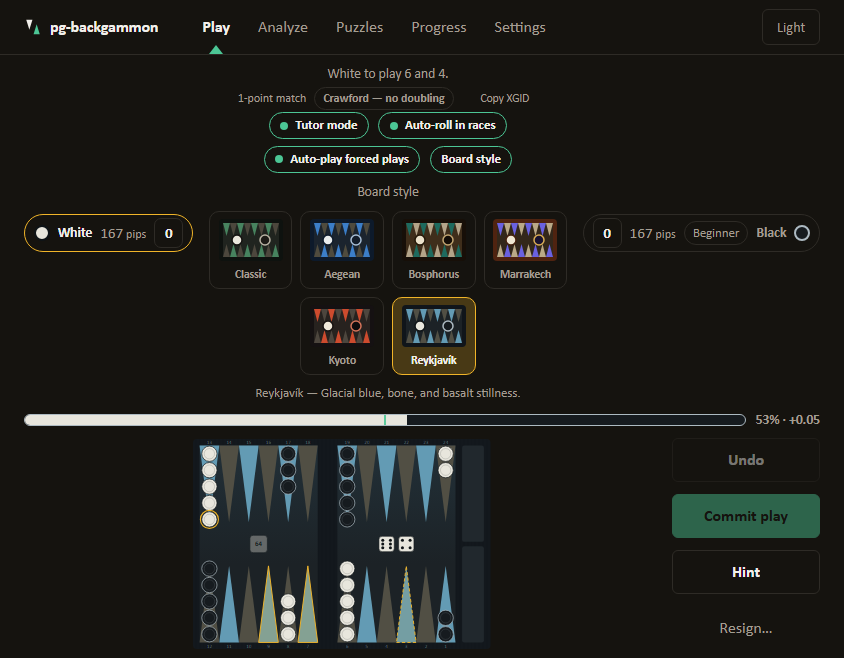 pg-backgammon Play Analyze Puzzles Progress Settings Light
White to play 6 and 4.
1-point match Crawford — no doubling Copy XGID
Tutor mode Auto-roll in races
Auto-play forced plays Board style
Board style
White 167 pips 0
Classic Aegean Bosphorus Marrakech
0 167 pips Beginner Black
Kyoto Reykjavík
Reykjavík — Glacial blue, bone, and basalt stillness.
53% · +0.05
64
Undo
Commit play
Hint
Resign...